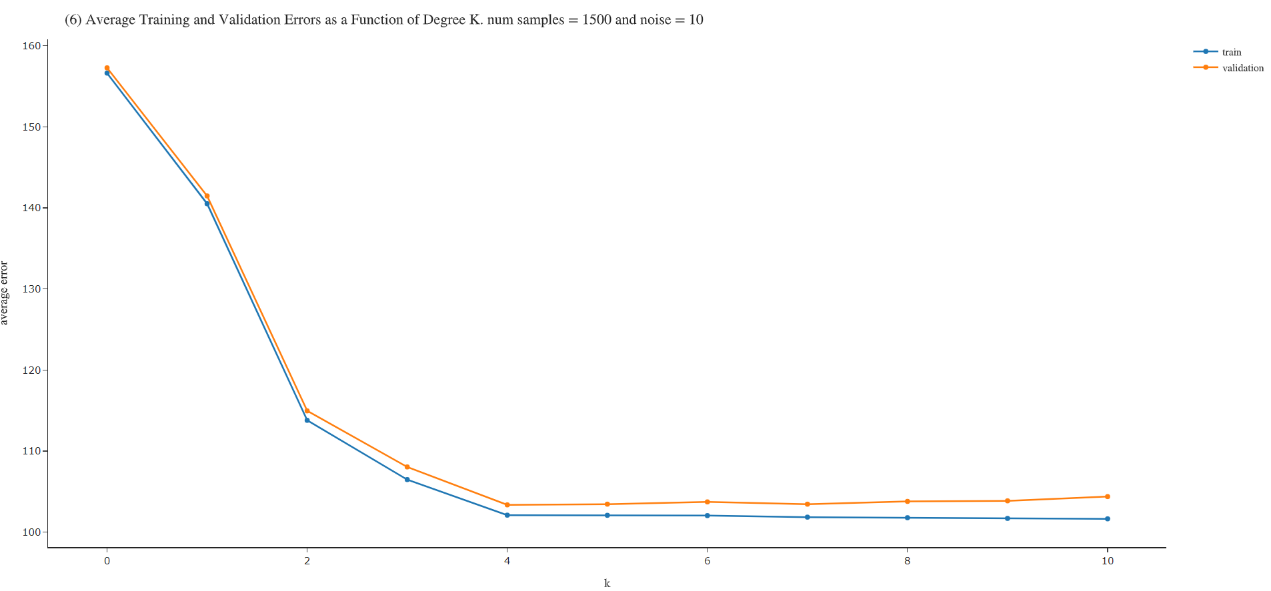 (6) Average Training and Validation Errors as a Function of Degree K. num samples = 1500 and noise = 10
train
validation
160
150
140
130
120
110
100
average error
0 2 4 6 8 10
k